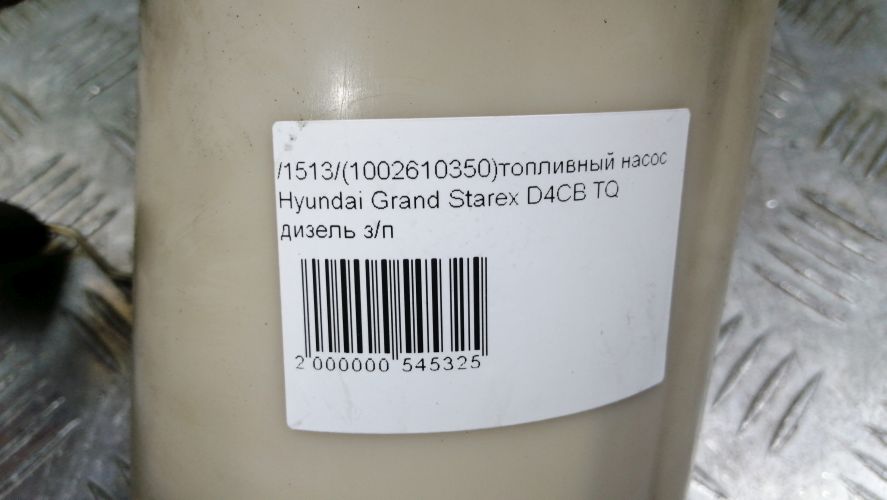 /1513/(1002610350)топливный насос
Hyundai Grand Starex D4CB TQ
дизель з/п
2 000000 545325